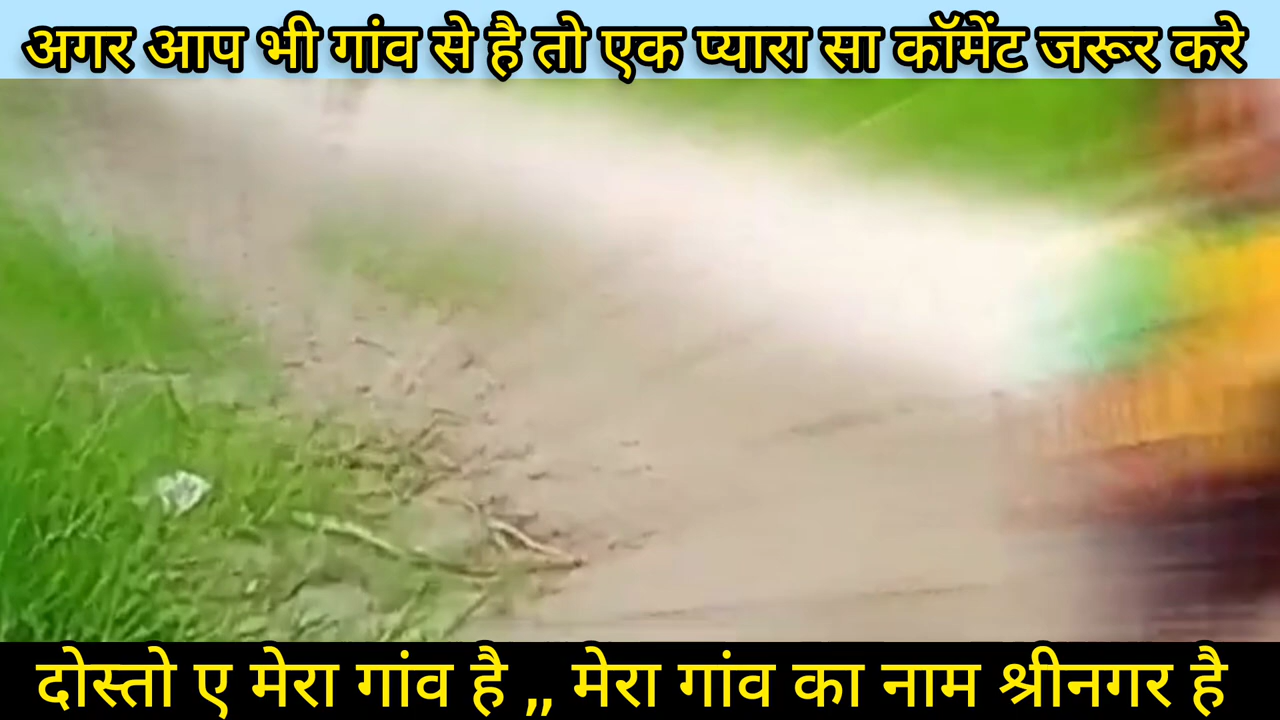 अगर आप भी गांव से है तो एक प्यारा सा कॉमेंट जरूर करे
दोस्तो ए मेरा गांव है ,, मेरा गांव का नाम श्रीनगर है